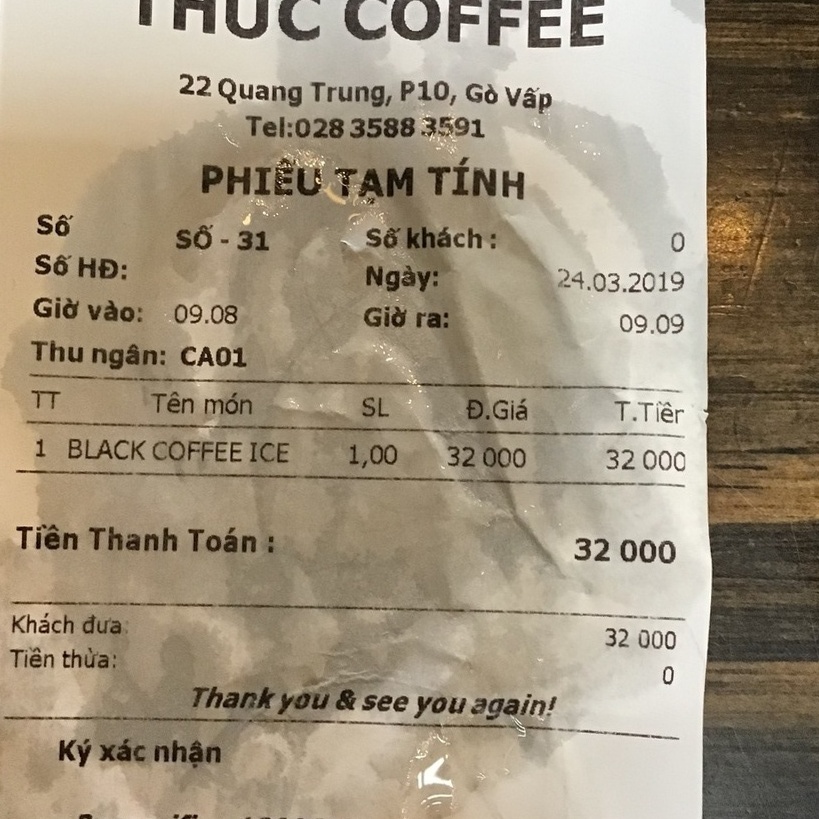 THỨC COFFEE
22 Quang Trung, P10, Gò Vấp
Tel:028 3588 3591
PHIẾU TẠM TÍNH
Số SỐ - 31 Số khách : 0
Số HĐ: Ngày: 24.03.2019
Giờ vào: 09.08 Giờ ra: 09.09
Thu ngân: CA01
TT Tên món SL Đ.Giá T.Tiền
1 BLACK COFFEE ICE 1,00 32 000 32 000
Tiền Thanh Toán : 32 000
Khách đưa: 32 000
Tiền thừa: 0
Thank you & see you again!
Ký xác nhận